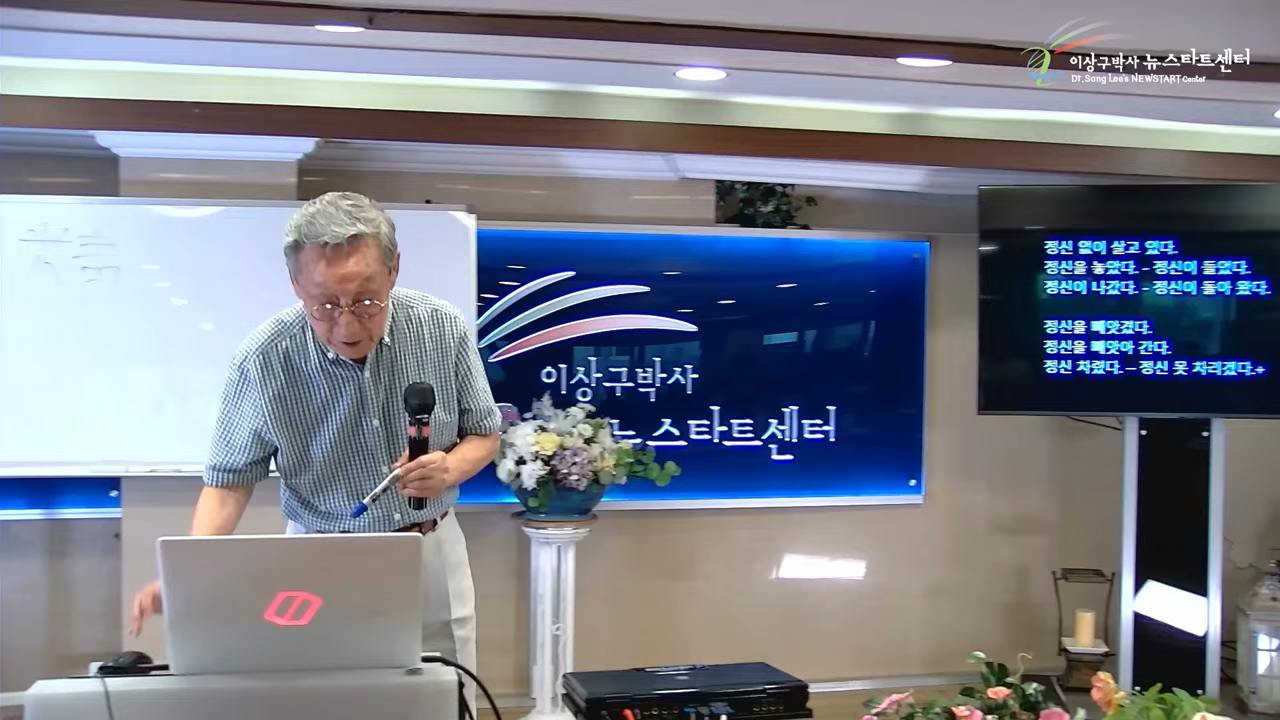 이상구박사 뉴스타트센터
Dr.Sang Lee's NEWSTART Center
정신 없이 살고 있다.
정신을 놓았다. – 정신이 들었다.
정신이 나갔다. – 정신이 돌아 왔다.
정신을 빼앗겼다.
정신을 빼앗아 간다.
정신 차렸다. – 정신 못 차리겠다.+
이상구박사
뉴스타트센터